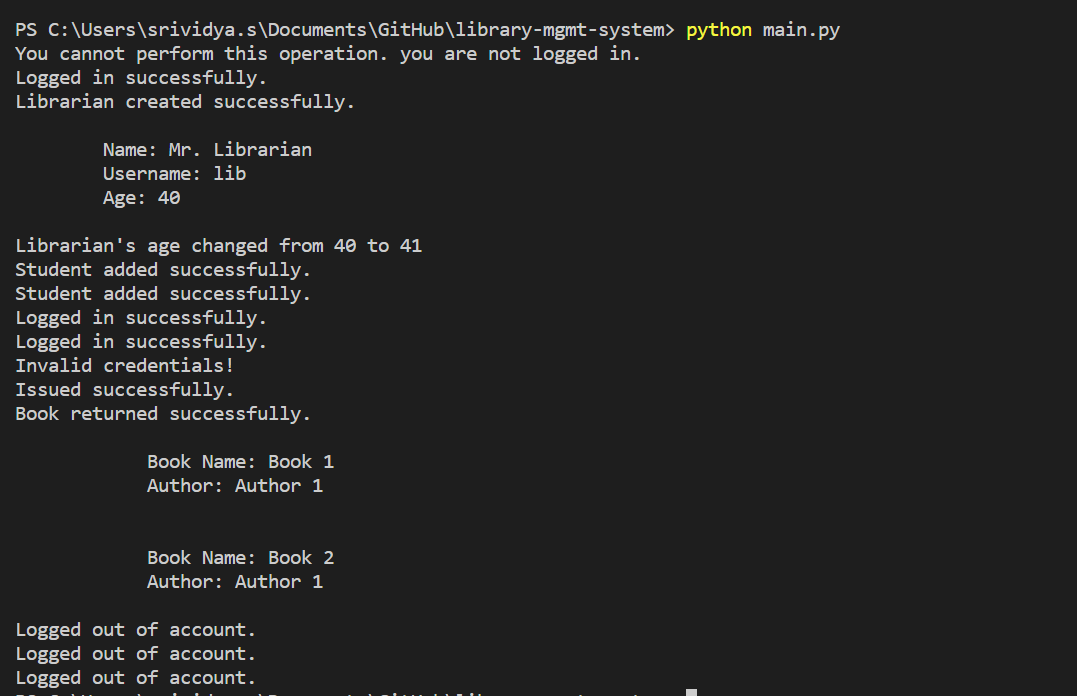 PS C:\Users\srividya.s\Documents\GitHub\library-mgmt-system> python main.py
You cannot perform this operation. you are not logged in.
Logged in successfully.
Librarian created successfully.
Name: Mr. Librarian
Username: lib
Age: 40
Librarian's age changed from 40 to 41
Student added successfully.
Student added successfully.
Logged in successfully.
Logged in successfully.
Invalid credentials!
Issued successfully.
Book returned successfully.
Book Name: Book 1
Author: Author 1
Book Name: Book 2
Author: Author 1
Logged out of account.
Logged out of account.
Logged out of account.